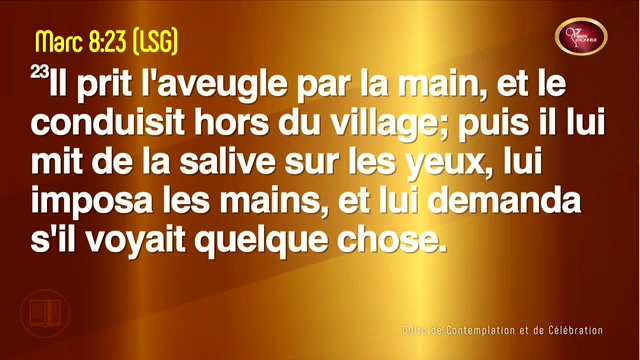 Marc 8:23 (LSG)
23Il prit l'aveugle par la main, et le
conduisit hors du village; puis il lui
mit de la salive sur les yeux, lui
imposa les mains, et lui demanda
s'il voyait quelque chose.
Culte de Contemplation et de Célébration